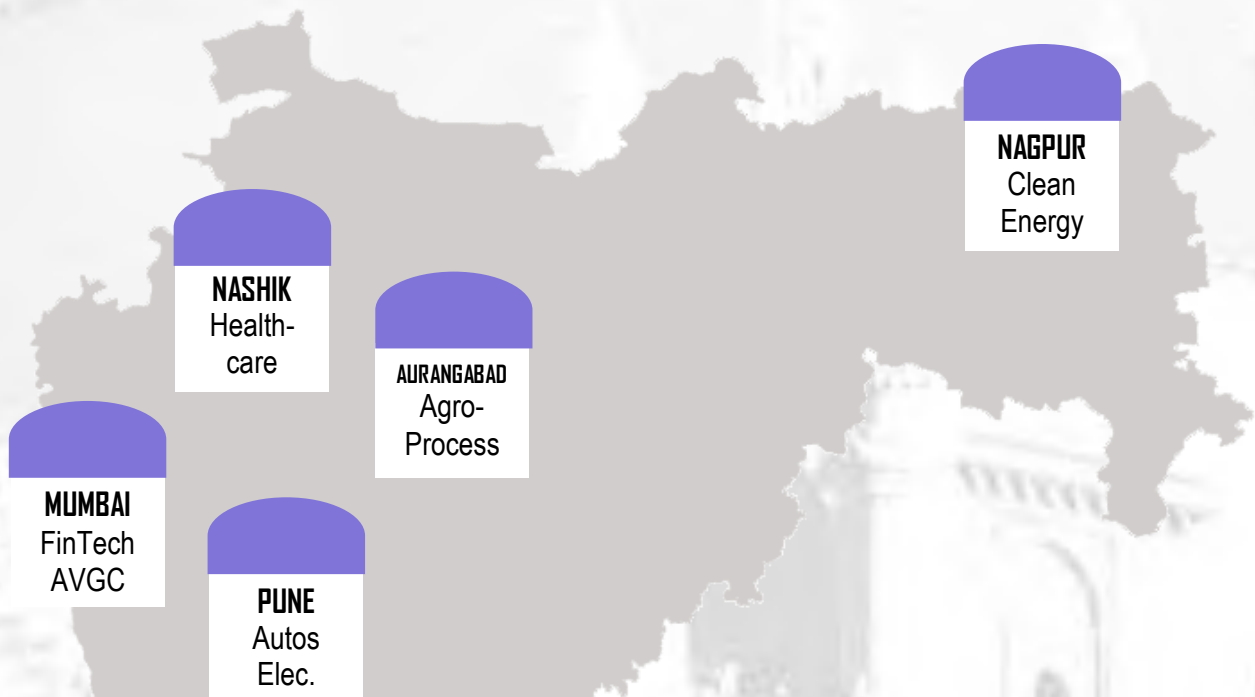 NAGPUR
Clean
Energy
NASHIK
Health-
care
AURANGABAD
Agro-
Process
MUMBAI
FinTech
AVGC
PUNE
Autos
Elec.